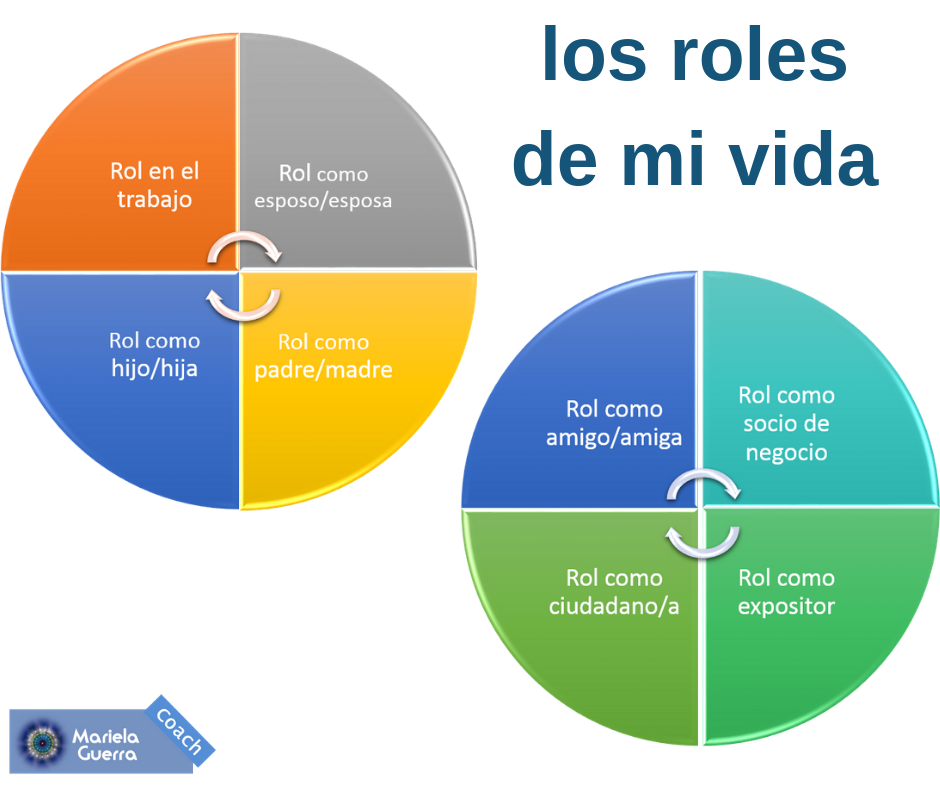 los roles
de mi vida
Rol en el
trabajo
Rol como
esposo/esposa
Rol como
hijo/hija
Rol como
padre/madre
Rol como
amigo/amiga
Rol como
socio de
negocio
Rol como
ciudadano/a
Rol como
expositor
Mariela
Guerra
Coach